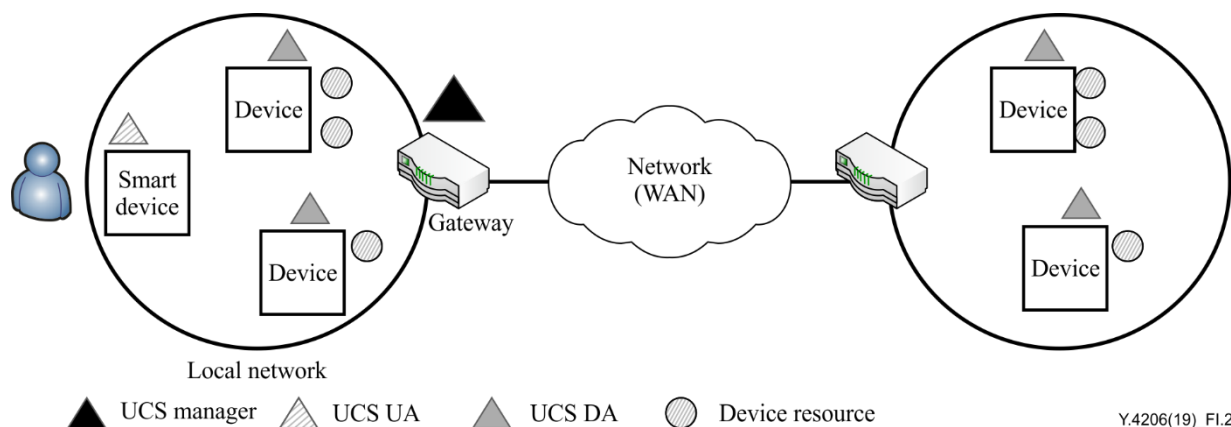 Device
Device
Smart
device
Network
(WAN)
Gateway
Device
Device
Local network
UCS manager
UCS UA
UCS DA
Device resource
Y.4206(19)_FI.2